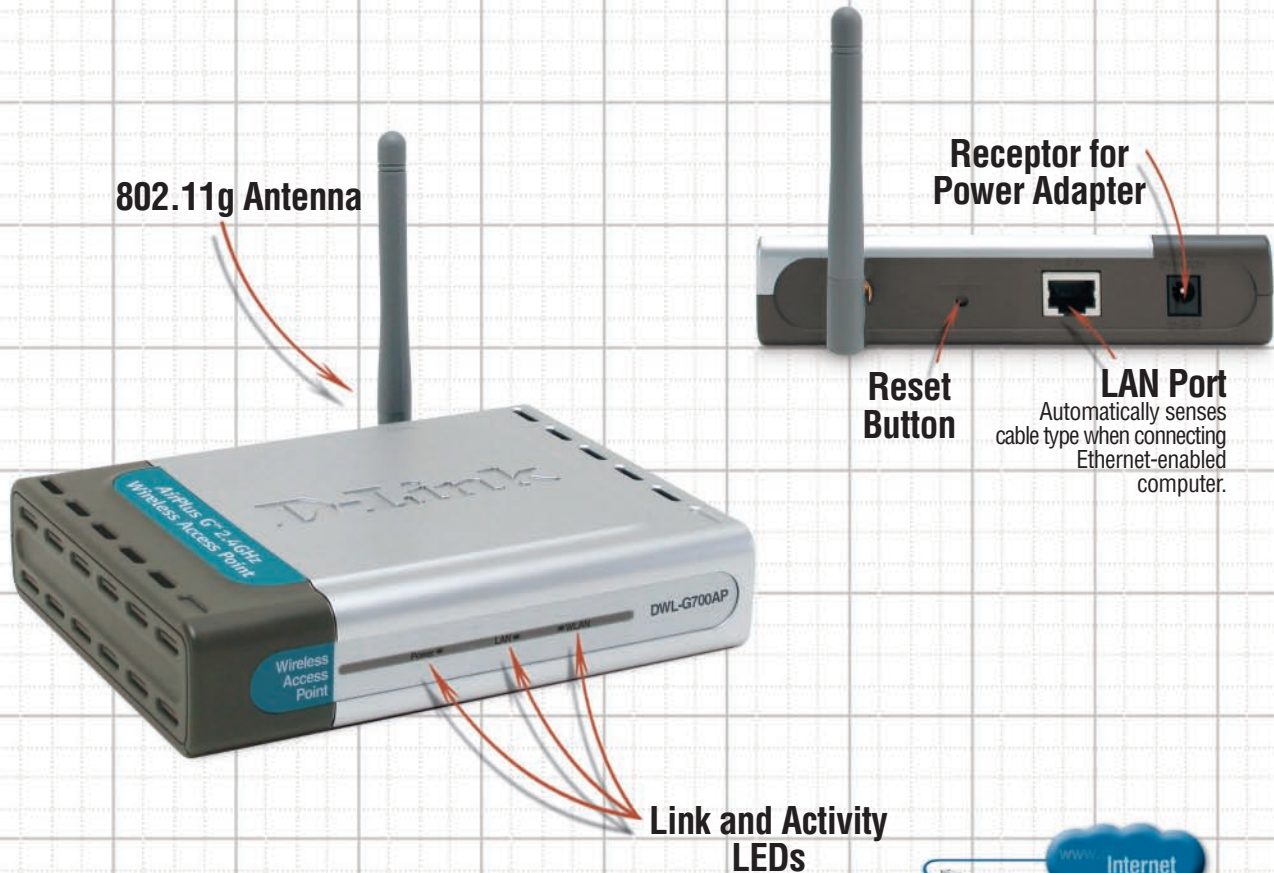 802.11g Antenna
Receptor for
Power Adapter
Reset
Button
LAN Port
Automatically senses
cable type when connecting
Ethernet-enabled
computer.
D-Link
AirPlus G™ 2.4GHz
Wireless Access Point
DWL-G700AP
Power
LAN
WLAN
Wireless
Access
Point
Link and Activity
LEDs
www.
Internet